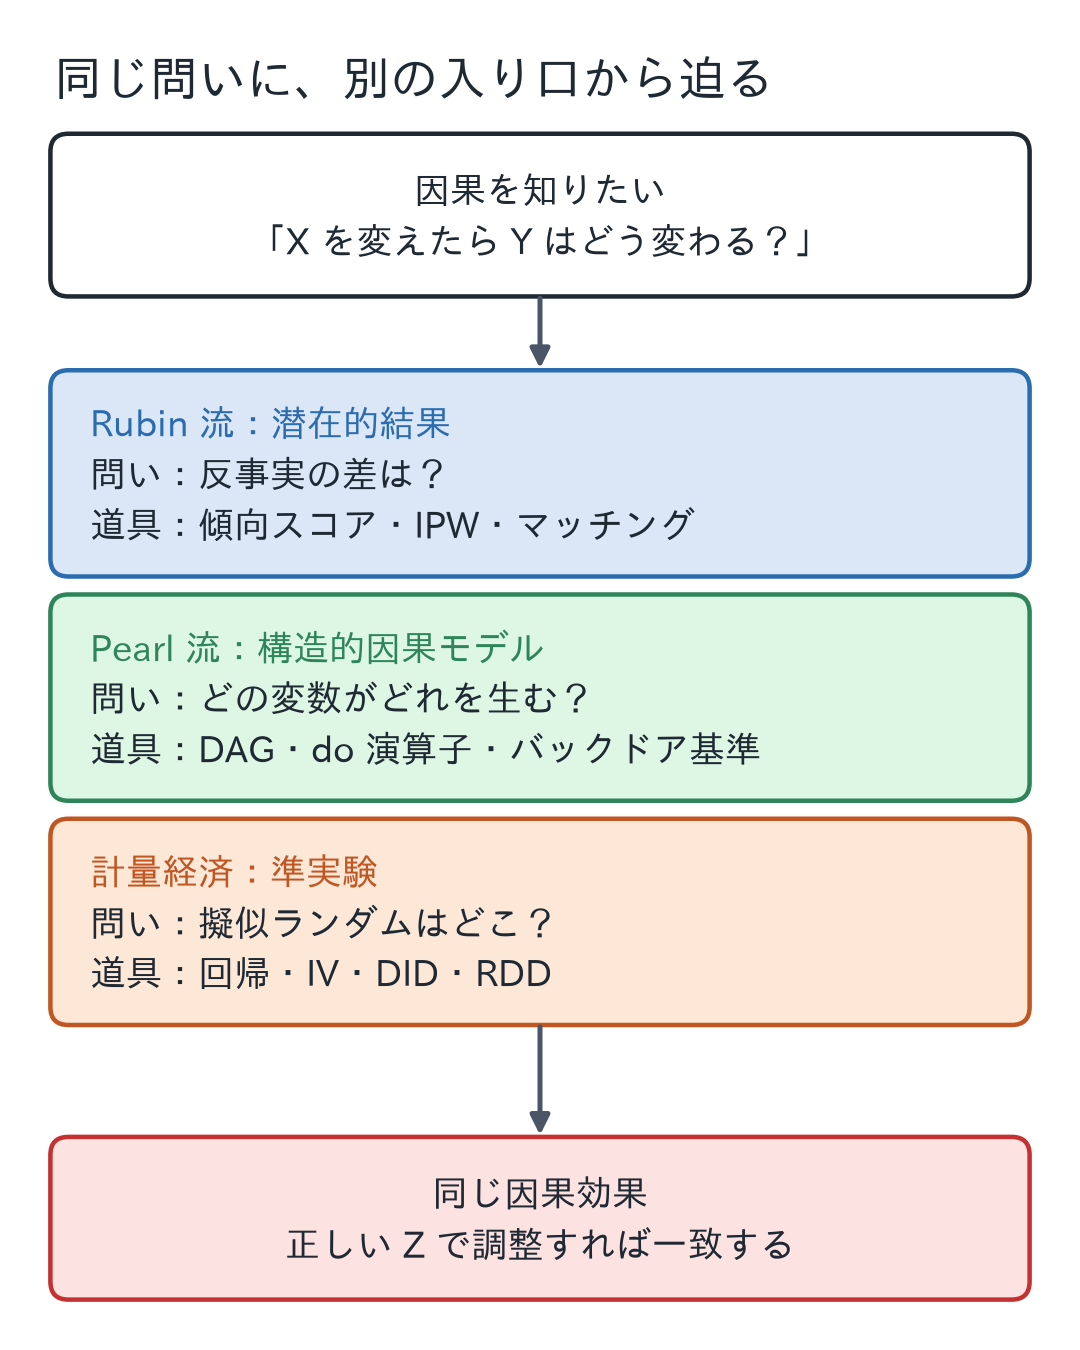 同じ問いに、別の入り口から迫る
因果を知りたい
「X を変えたら Y はどう変わる？」
Rubin 流：潜在的結果
問い：反事実の差は？
道具：傾向スコア・IPW・マッチング
Pearl 流：構造的因果モデル
問い：どの変数がどれを生む？
道具：DAG・do 演算子・バックドア基準
計量経済：準実験
問い：擬似ランダムはどこ？
道具：回帰・IV・DID・RDD
同じ因果効果
正しい Z で調整すれば一致する